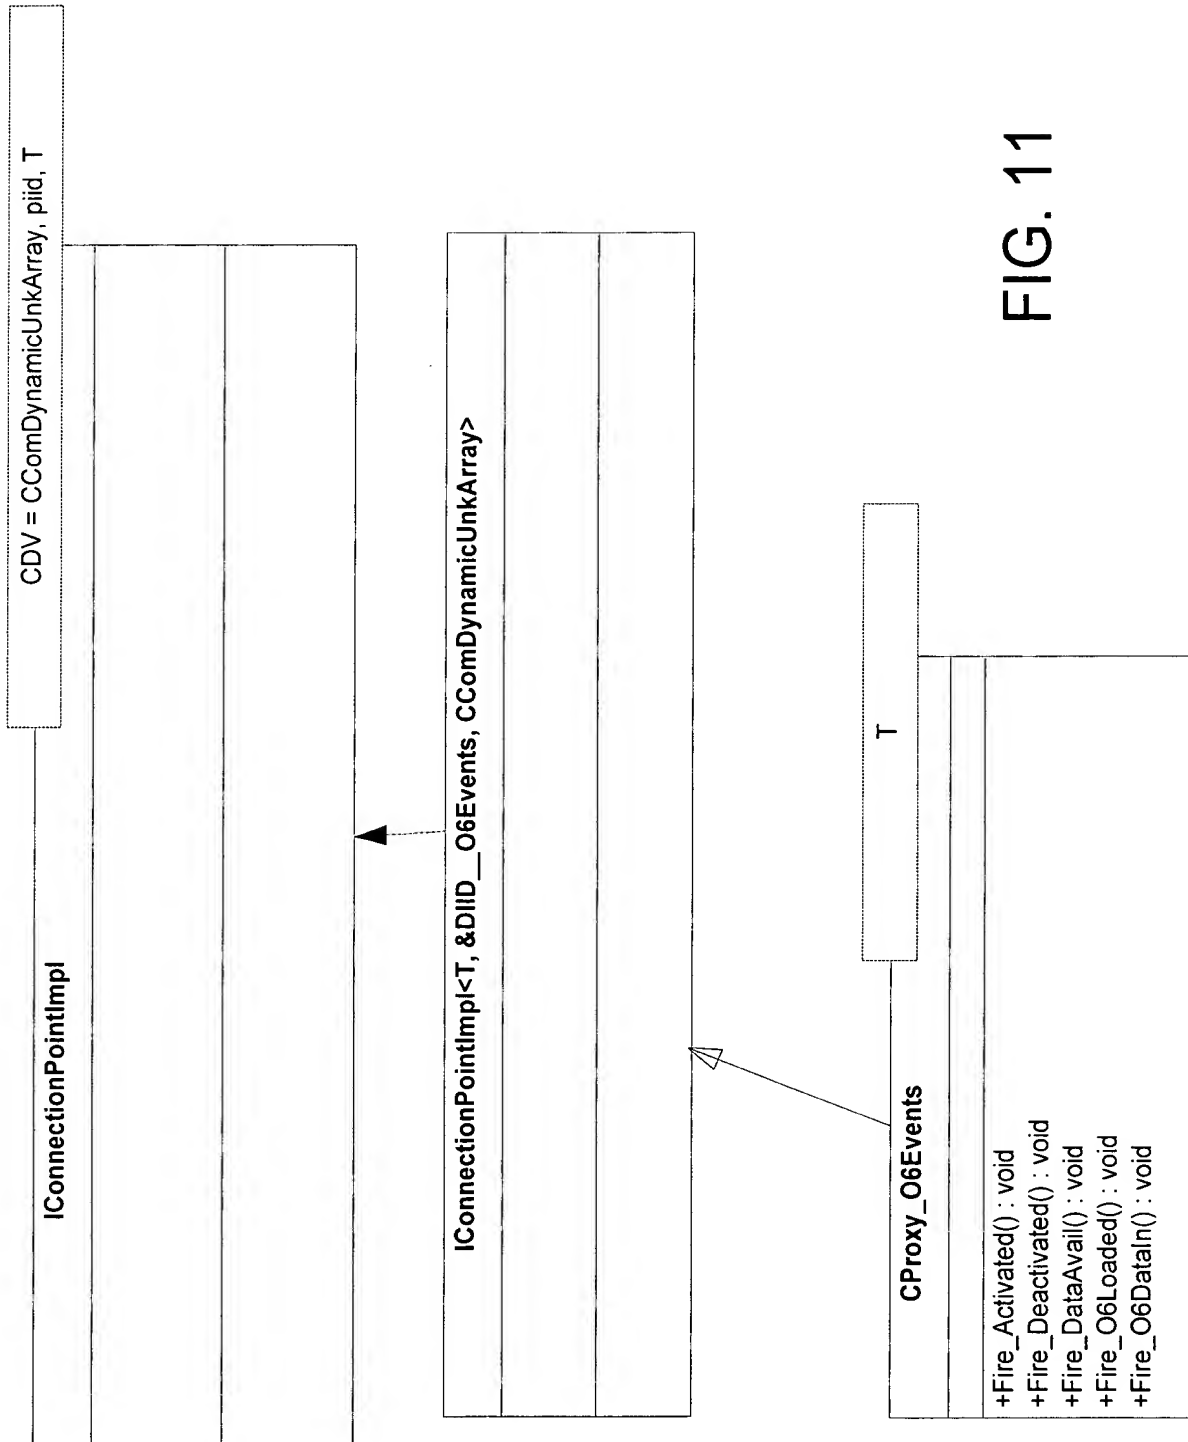 CDV = CComDynamicUnkArray, piid, T
IConnectionPointImpl
IConnectionPointImpl<T, &DIID__O6Events, CComDynamicUnkArray>
T
CProxy_O6Events
+Fire_Activated() : void
+Fire_Deactivated() : void
+Fire_DataAvail() : void
+Fire_O6Loaded() : void
+Fire_O6DataIn() : void
FIG. 11